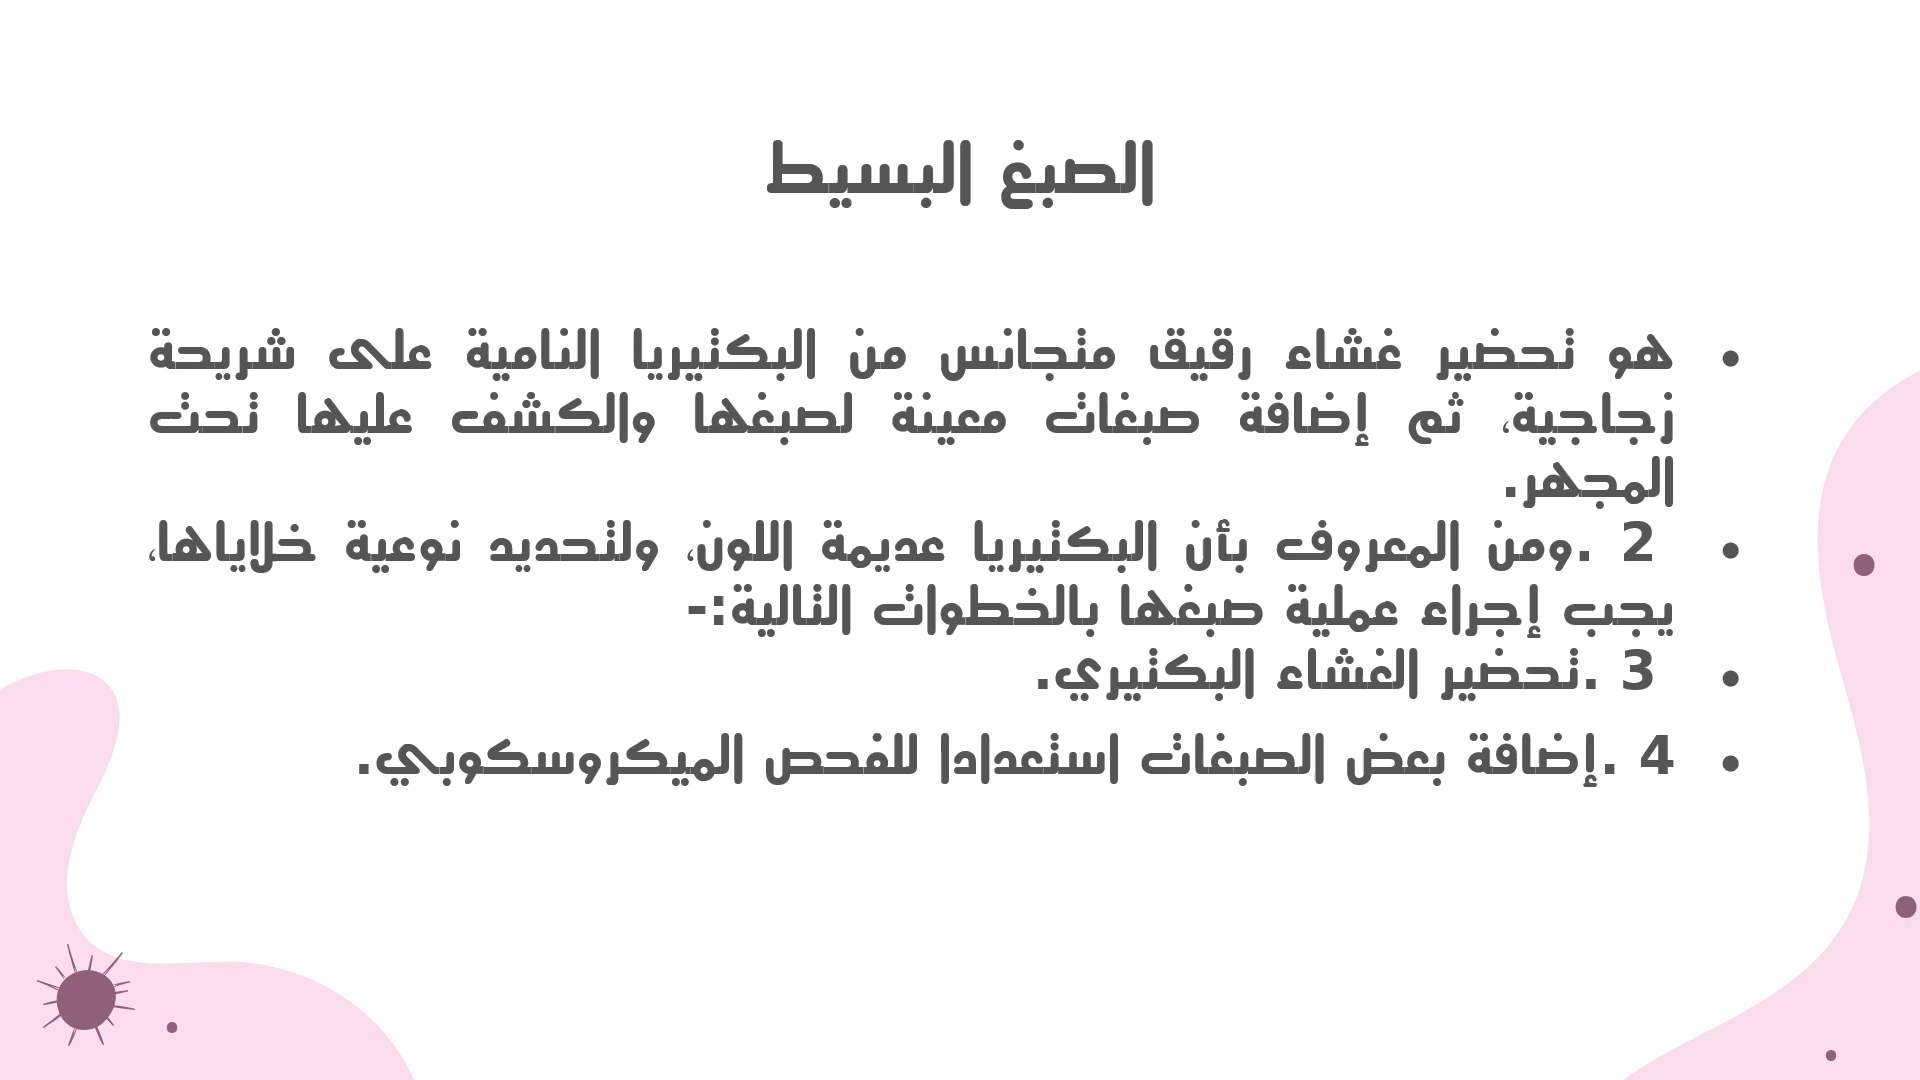 الصبغ البسيط
• هو تحضير غشاء رقيق متجانس من البكتيريا النامية على شريحة
زجاجية، ثم إضافة صبغات معينة لصبغها والكشف عليها تحت
المجهر.
• 2 .ومن المعروف بأن البكتيريا عديمة اللون، ولتحديد نوعية خلاياها،
يجب إجراء عملية صبغها بالخطوات التالية:-
• 3 .تحضير الغشاء البكتيري.
• 4 .إضافة بعض الصبغات استعدادا للفحص الميكروسكوبي.